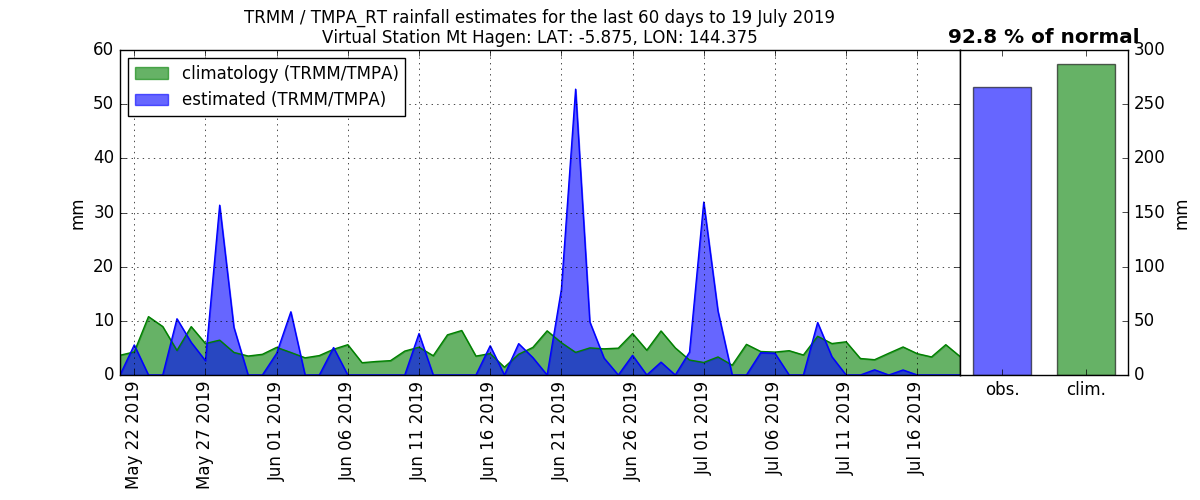 TRMM / TMPA_RT rainfall estimates for the last 60 days to 19 July 2019
Virtual Station Mt Hagen: LAT: -5.875, LON: 144.375
92.8 % of normal
climatology (TRMM/TMPA)
estimated (TRMM/TMPA)
60
50
40
30
20
10
0
mm
May 22 2019
May 27 2019
Jun 01 2019
Jun 06 2019
Jun 11 2019
Jun 16 2019
Jun 21 2019
Jun 26 2019
Jul 01 2019
Jul 06 2019
Jul 11 2019
Jul 16 2019
obs.
clim.
300
250
200
150
100
50
0
mm